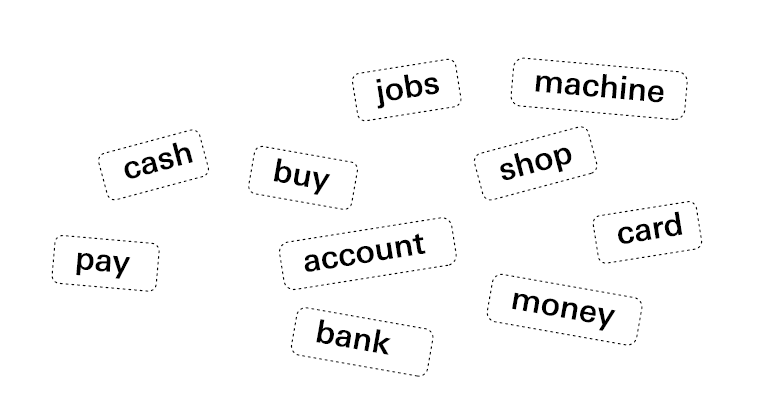 jobs
machine
cash
buy
shop
card
pay
account
money
bank